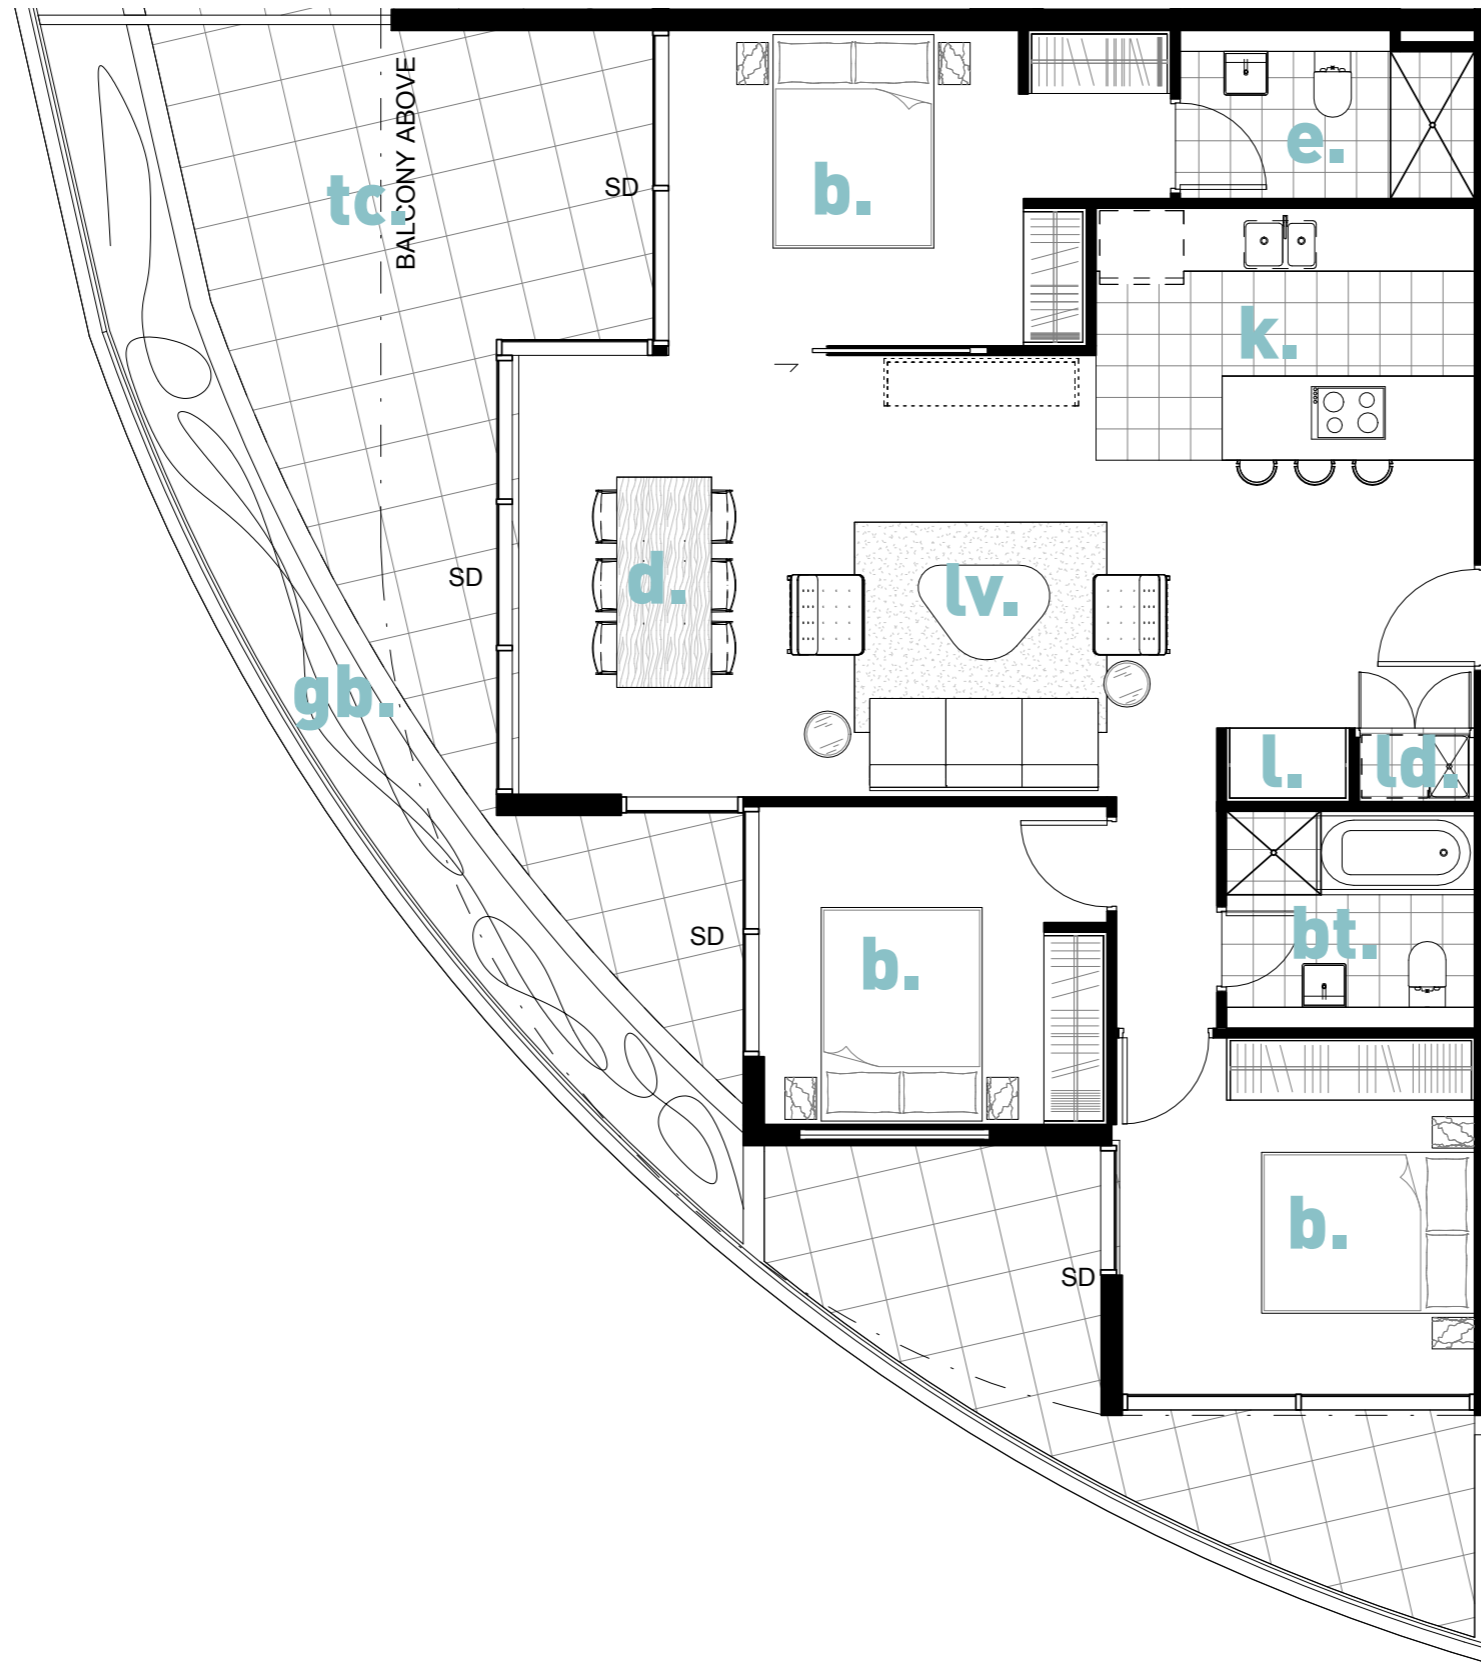 e.
b.
SD
tc.
BALCONY ABOVE
k.
d.
lv.
SD
gb.
l.
ld.
SD
bt.
b.
b.
SD